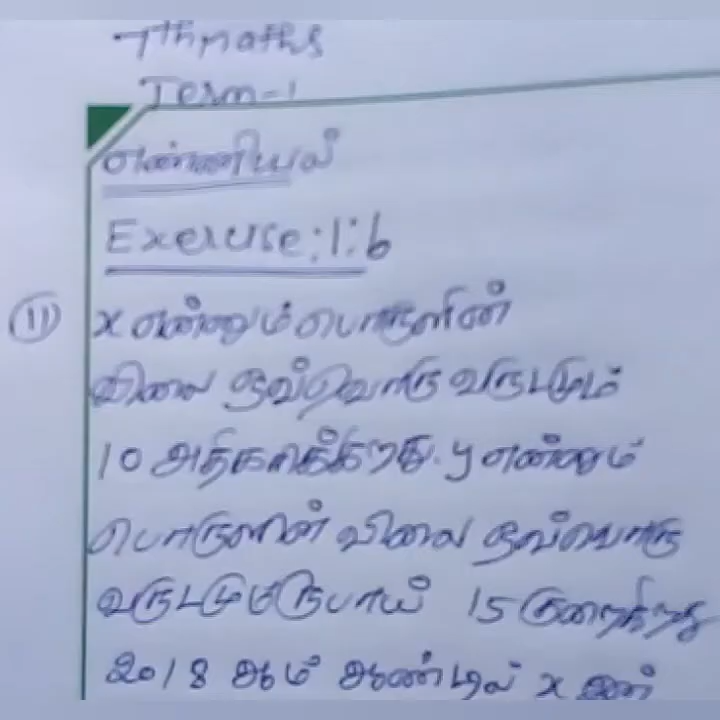 7th maths
Term-1
எண்ணியல்
Exercise:1:6
11) x என்னும் பொருளின்
விலை ஒவ்வொரு வருடமும்
10 அதிகரிக்கிறது. y என்னும்
பொருளின் விலை ஒவ்வொரு
வருடமும் ரூபாய் 15 குறைகிறது
2018 ஆம் ஆண்டில் x இன்